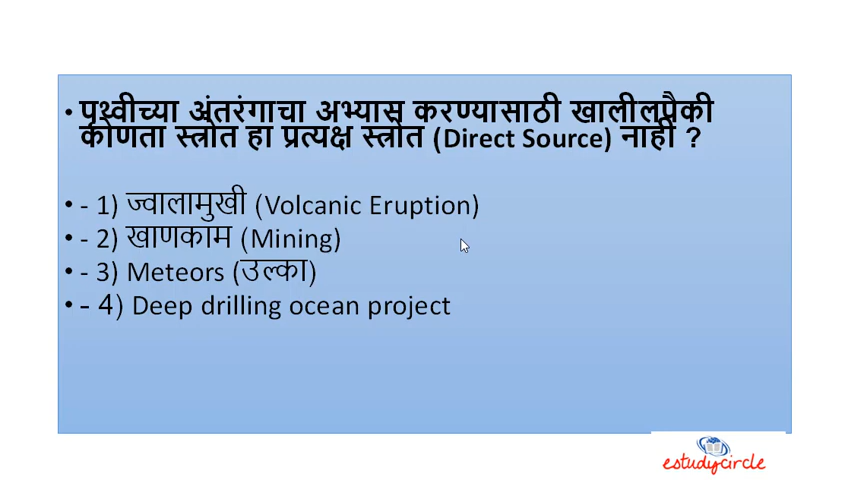 • पृथ्वीच्या अंतरंगाचा अभ्यास करण्यासाठी खालीलपैकी
कोणता स्त्रोत हा प्रत्यक्ष स्त्रोत (Direct Source) नाही ?
• - 1) ज्वालामुखी (Volcanic Eruption)
• - 2) खाणकाम (Mining)
• - 3) Meteors (उल्का)
• - 4) Deep drilling ocean project
estudycircle